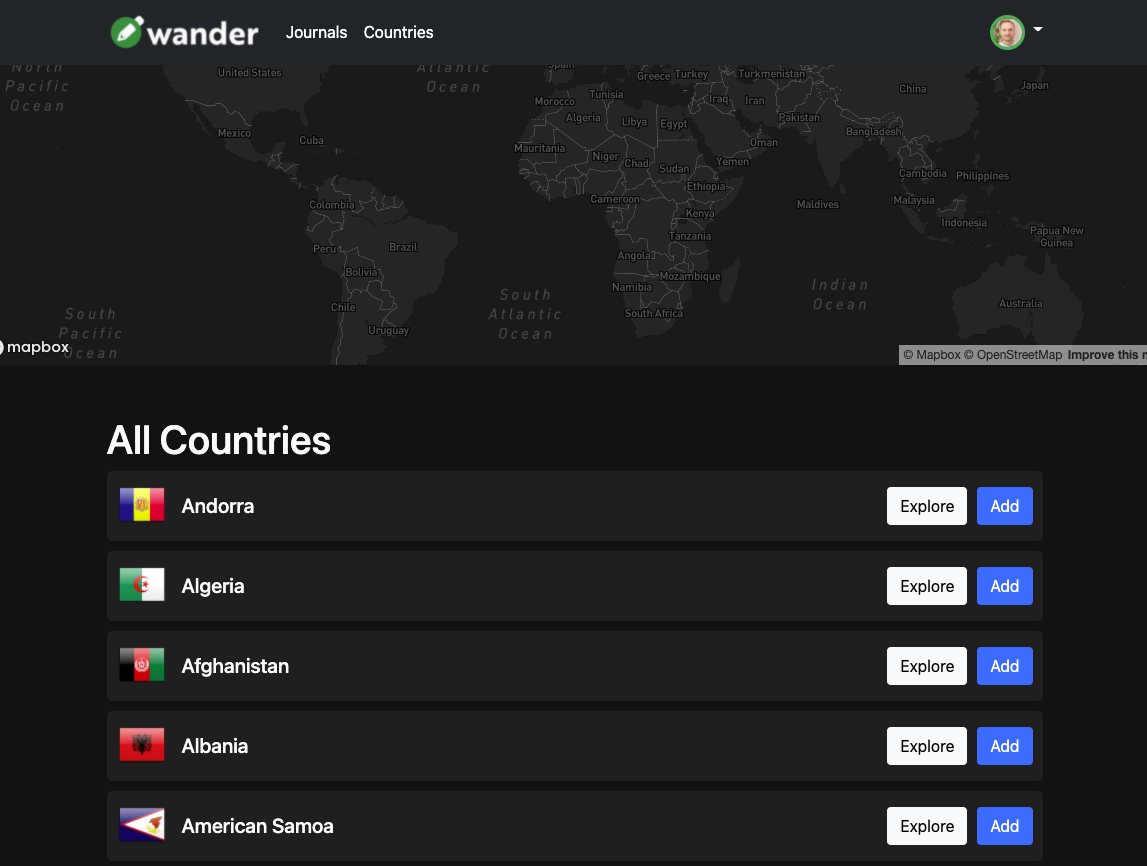 wander Journals Countries
North
Pacific
Ocean
United States
Atlantic
Ocean
Spain
Greece Turkey Turkmenistan
China
Japan
Morocco Tunisia
Iraq Iran
Algeria Libya Egypt
Pakistan
Bangladesh
Mexico
Cuba
Oman
Mauritania
Niger Chad Sudan Yemen
Cambodia Philippines
Ethiopia
Colombia
Cameroon
Maldives
Malaysia
Kenya
Indonesia
Papua New
Guinea
Peru
Brazil
Tanzania
Angola
Bolivia
Mozambique
Namibia
Indian
Ocean
South
Atlantic
Ocean
Chile
South Africa
Australia
Uruguay
South
Pacific
Ocean
mapbox
© Mapbox © OpenStreetMap Improve this m
All Countries
Andorra Explore Add
Algeria Explore Add
Afghanistan Explore Add
Albania Explore Add
American Samoa Explore Add